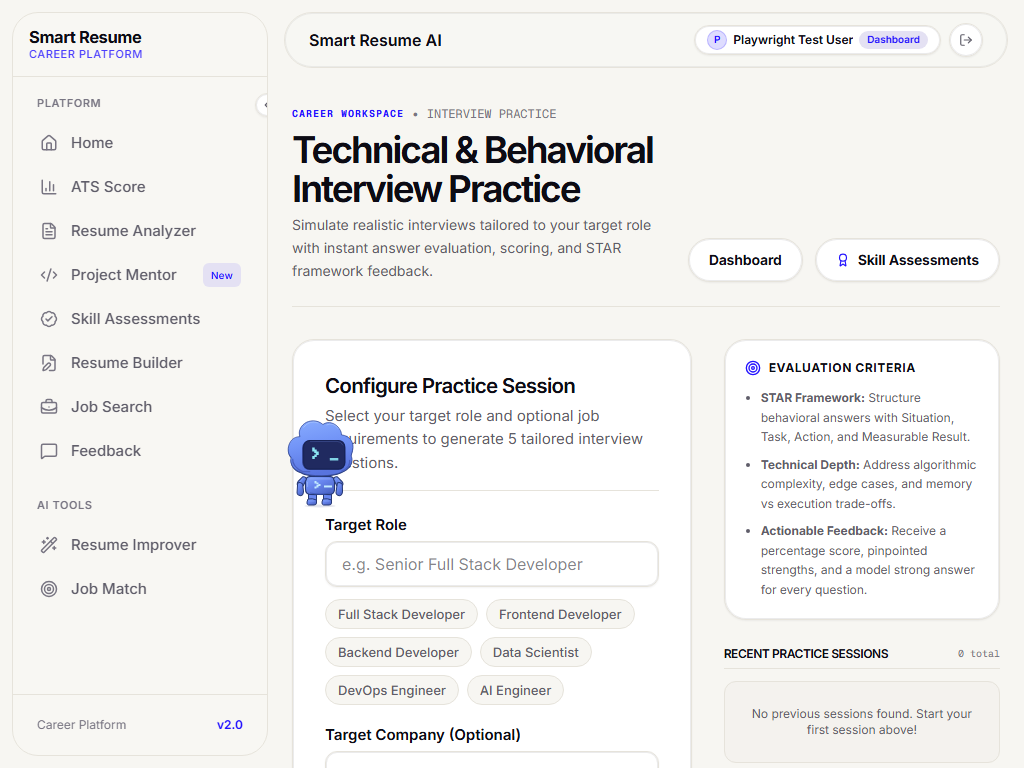 Smart Resume
CAREER PLATFORM
PLATFORM
Home
ATS Score
Resume Analyzer
Project Mentor
New
Skill Assessments
Resume Builder
Job Search
Feedback
AI TOOLS
Resume Improver
Job Match
Career Platform
v2.0
Smart Resume AI
P
Playwright Test User
Dashboard
CAREER WORKSPACE • INTERVIEW PRACTICE
Technical & Behavioral
Interview Practice
Simulate realistic interviews tailored to your target role
with instant answer evaluation, scoring, and STAR
framework feedback.
Dashboard
Skill Assessments
Configure Practice Session
Select your target role and optional job
to generate 5 tailored interview
Target Role
e.g. Senior Full Stack Developer
Full Stack Developer
Frontend Developer
Backend Developer
Data Scientist
DevOps Engineer
AI Engineer
Target Company (Optional)
EVALUATION CRITERIA
• STAR Framework: Structure
behavioral answers with Situation,
Task, Action, and Measurable Result.
• Technical Depth: Address algorithmic
complexity, edge cases, and memory
vs execution trade-offs.
• Actionable Feedback: Receive a
percentage score, pinpointed
strengths, and a model strong answer
for every question.
RECENT PRACTICE SESSIONS
0 total
No previous sessions found. Start your
first session above!